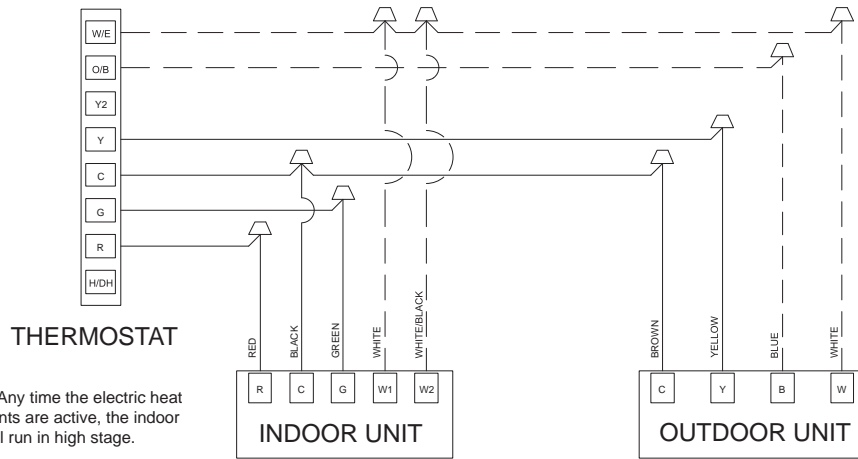 W/E
O/B
Y2
Y
C
G
R
H/DH
THERMOSTAT
Any time the electric heat
are active, the indoor
run in high stage.
RED
BLACK
GREEN
WHITE
WHITE/BLACK
BROWN
YELLOW
BLUE
WHITE
R
C
G
W1
W2
INDOOR UNIT
C
Y
B
W
OUTDOOR UNIT